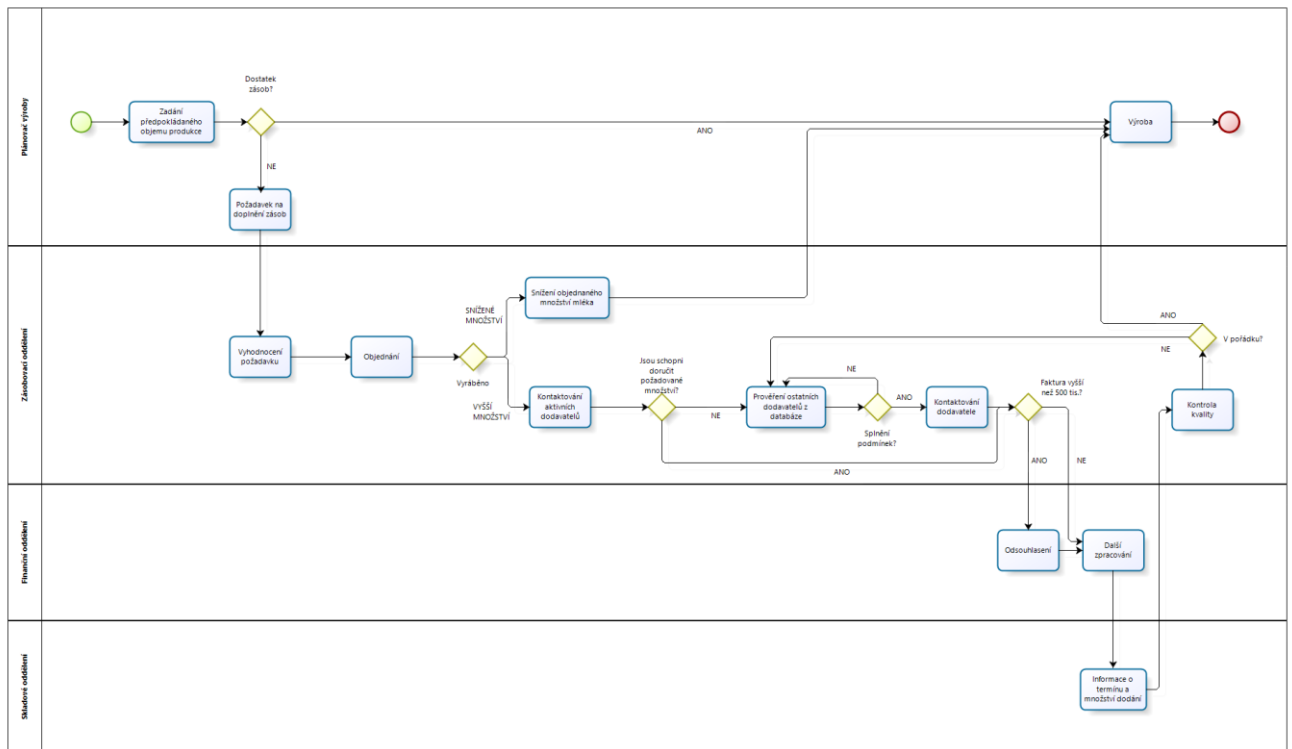 Plánovač výroby
Dostatek
zásob?
Zadání
předpokládaného
objemu produkce
ANO
Výroba
NE
Požadavek na
doplnění zásob
Zásobovací oddělení
Snížení objednaného
množství mléka
SNÍŽENÉ
MNOŽSTVÍ
ANO
V pořádku?
NE
Vyhodnocení
požadavku
Objednání
Vyráběno
Jsou schopni
doručit
požadované
množství?
NE
Faktura vyšší
než 500 tis.?
VYŠŠÍ
MNOŽSTVÍ
Kontaktování
aktivních
dodavatelů
NE
Prověření ostatních
dodavatelů z
databáze
ANO
Splnění
podmínek?
Kontaktování
dodavatele
Kontrola
kvality
ANO
ANO
NE
Finanční oddělení
Odsouhlasení
Další
zpracování
Skladové oddělení
Informace o
termínu a
množství dodání